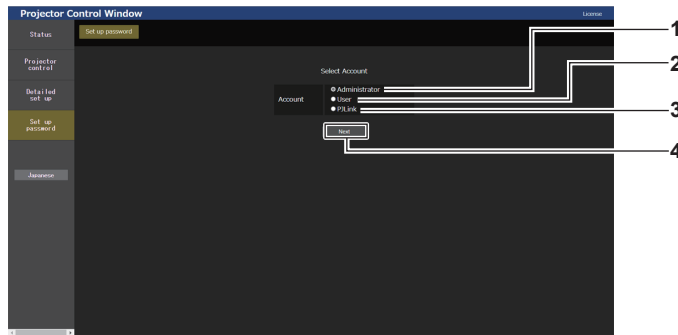 Projector Control Window
License
Status
Set up password
Projector
control
Detailed
set up
Set up
password
Japanese
Select Account
Account
Administrator
User
PJLink
Next
1
2
3
4